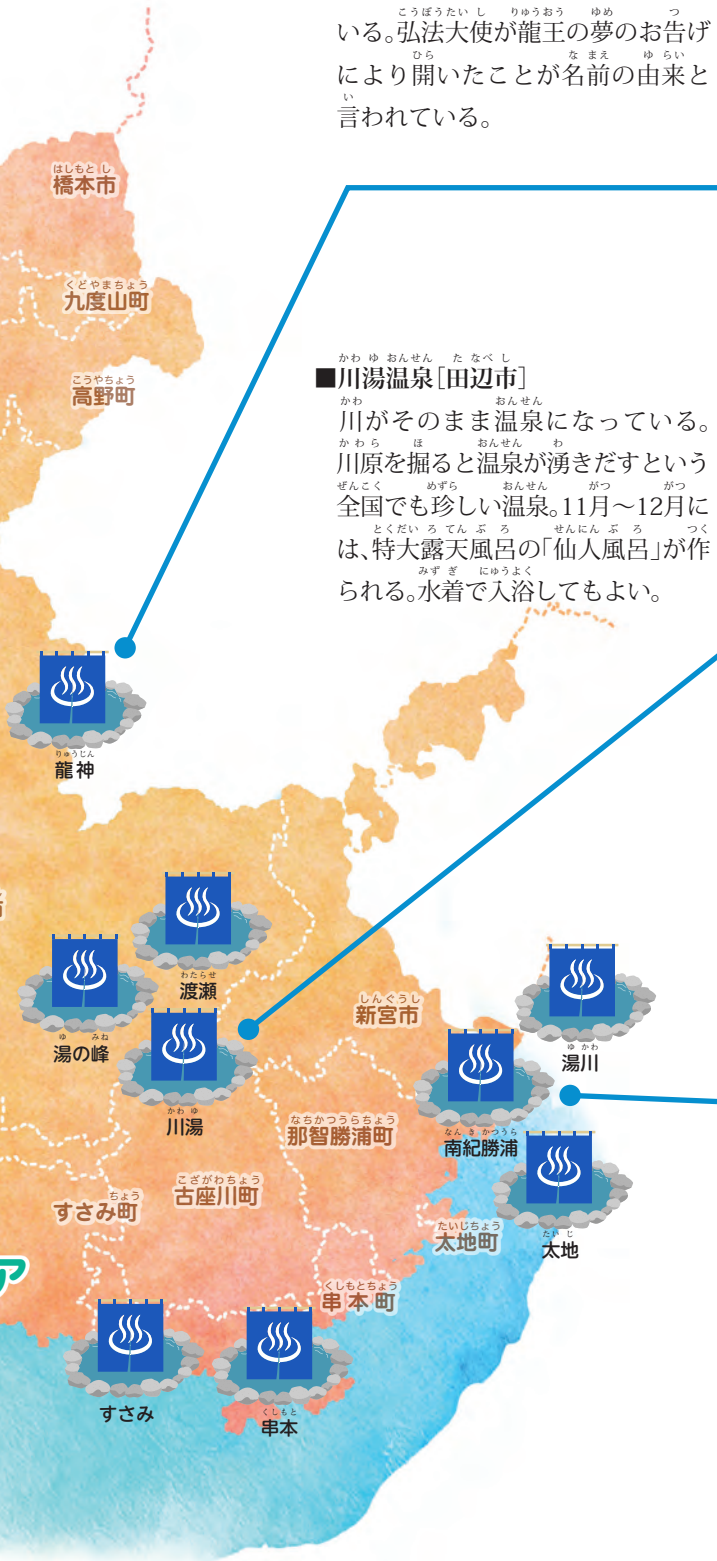 いる。弘法大使が龍王の夢のお告げ
により開いたことが名前の由来と
言われている。
橋本市
九度山町
高野町
■川湯温泉[田辺市]
川がそのまま温泉になっている。
川原を掘ると温泉が湧きだすという
全国でも珍しい温泉。11月〜12月に
は、特大露天風呂の「仙人風呂」が作
られる。水着で入浴してもよい。
龍神
渡瀬
湯の峰
川湯
新宮市
湯川
南紀勝浦
那智勝浦町
古座川町
すさみ町
太地町
太地
串本町
ア
すさみ
串本